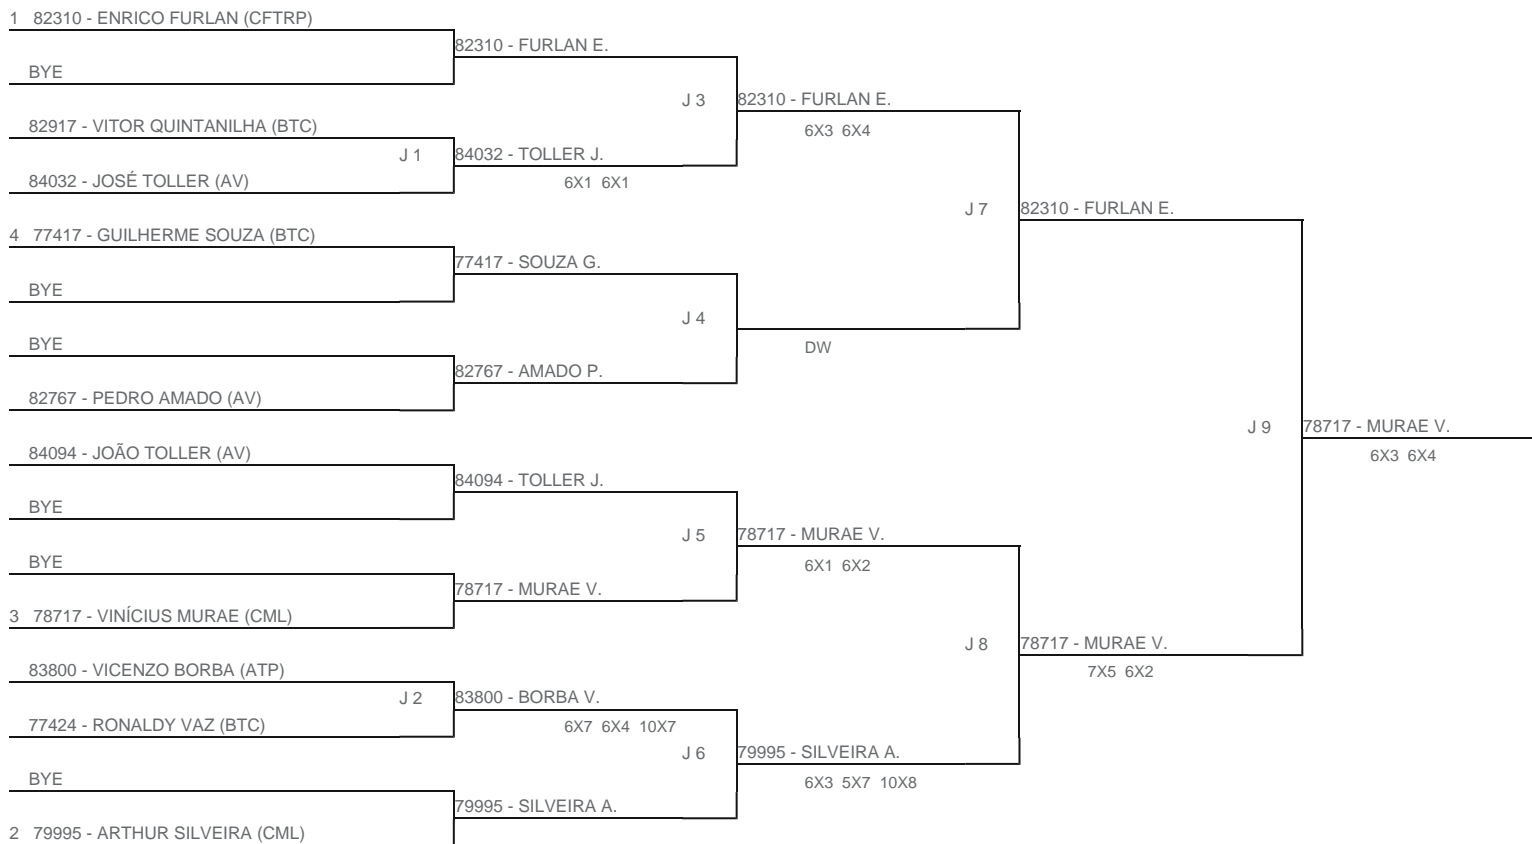 1 82310 - ENRICO FURLAN (CFTRP)
82310 - FURLAN E.
BYE
J 3
82310 - FURLAN E.
6X3 6X4
82917 - VITOR QUINTANILHA (BTC)
J 1
84032 - TOLLER J.
6X1 6X1
84032 - JOSÉ TOLLER (AV)
J 7
82310 - FURLAN E.
4 77417 - GUILHERME SOUZA (BTC)
77417 - SOUZA G.
BYE
J 4
DW
BYE
82767 - AMADO P.
82767 - PEDRO AMADO (AV)
J 9
78717 - MURAE V.
6X3 6X4
84094 - JOÃO TOLLER (AV)
84094 - TOLLER J.
BYE
J 5
78717 - MURAE V.
6X1 6X2
BYE
78717 - MURAE V.
3 78717 - VINÍCIUS MURAE (CML)
J 8
78717 - MURAE V.
7X5 6X2
83800 - VICENZO BORBA (ATP)
J 2
83800 - BORBA V.
6X7 6X4 10X7
77424 - RONALDY VAZ (BTC)
J 6
79995 - SILVEIRA A.
6X3 5X7 10X8
BYE
79995 - SILVEIRA A.
2 79995 - ARTHUR SILVEIRA (CML)